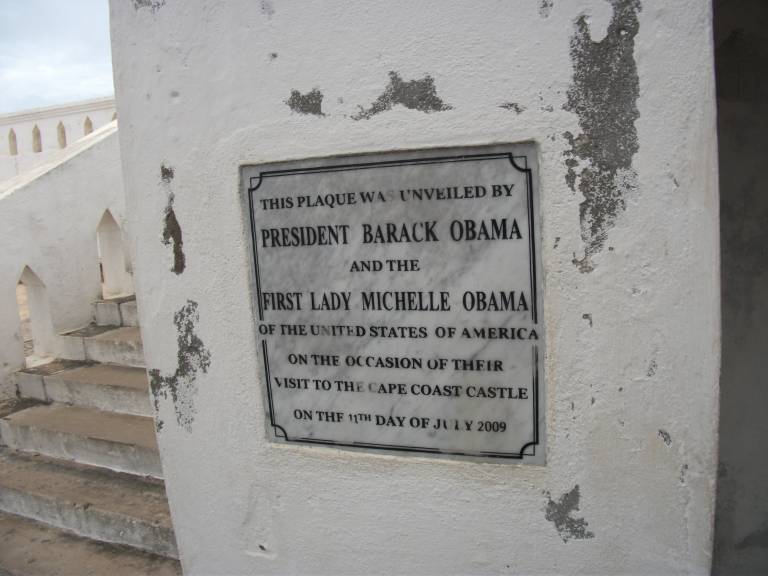 THIS PLAQUE WAS UNVEILED BY
PRESIDENT BARACK OBAMA
AND THE
FIRST LADY MICHELLE OBAMA
OF THE UNITED STATES OF AMERICA
ON THE OCCASION OF THEIR
VISIT TO THE CAPE COAST CASTLE
ON THE 11TH DAY OF JULY 2009